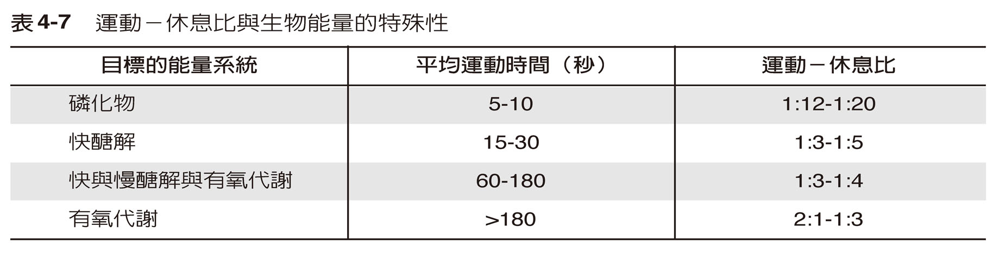 表4-7 運動－休息比與生物能量的特殊性
目標的能量系統 平均運動時間（秒） 運動－休息比
磷化物 5-10 1:12-1:20
快醣解 15-30 1:3-1:5
快與慢醣解與有氧代謝 60-180 1:3-1:4
有氧代謝 >180 2:1-1:3